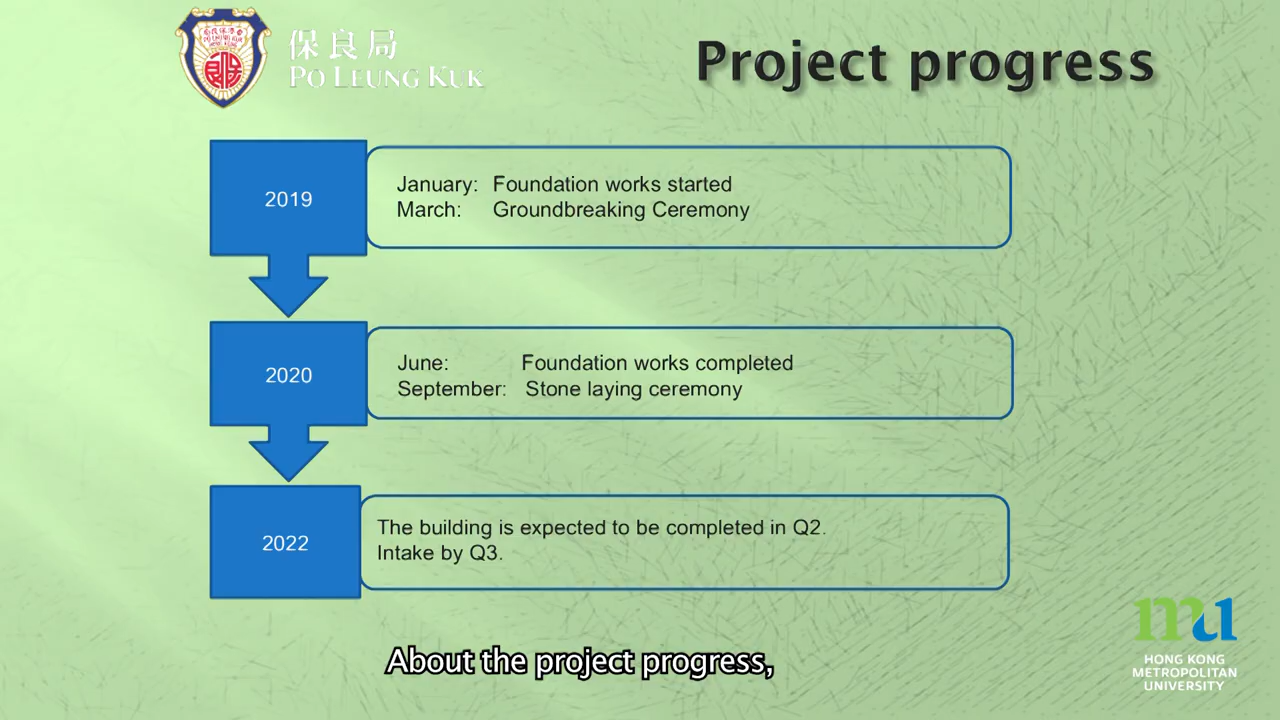 保良局
PO LEUNG KUK
Project progress
2019
January: Foundation works started
March: Groundbreaking Ceremony
2020
June: Foundation works completed
September: Stone laying ceremony
2022
The building is expected to be completed in Q2.
Intake by Q3.
About the project progress,
mu
HONG KONG
METROPOLITAN
UNIVERSITY